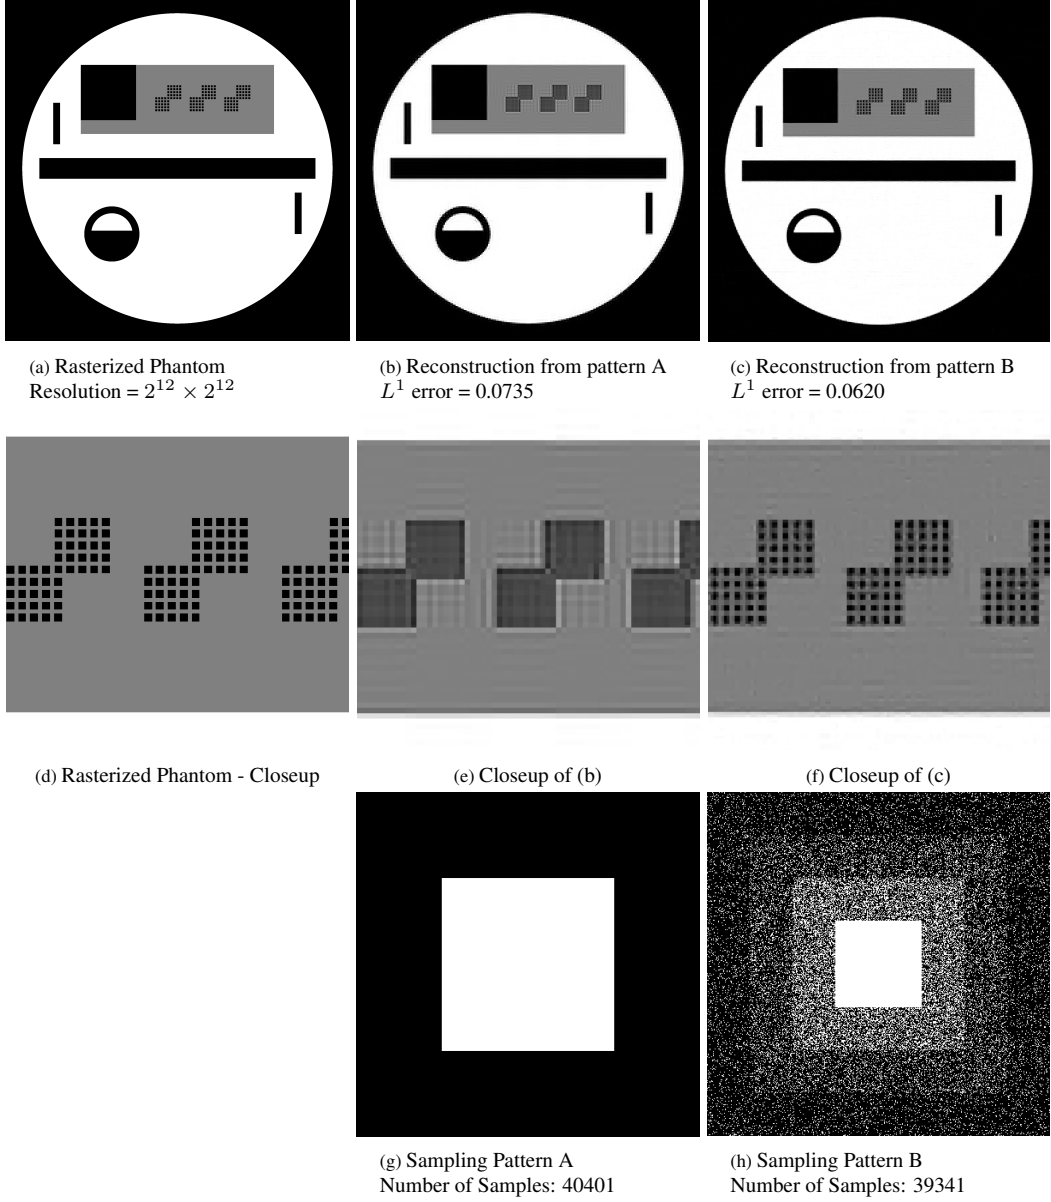 (a) Rasterized Phantom
Resolution = 2^12 × 2^12
(b) Reconstruction from pattern A
L^1 error = 0.0735
(c) Reconstruction from pattern B
L^1 error = 0.0620
(d) Rasterized Phantom - Closeup
(e) Closeup of (b)
(f) Closeup of (c)
(g) Sampling Pattern A
Number of Samples: 40401
(h) Sampling Pattern B
Number of Samples: 39341